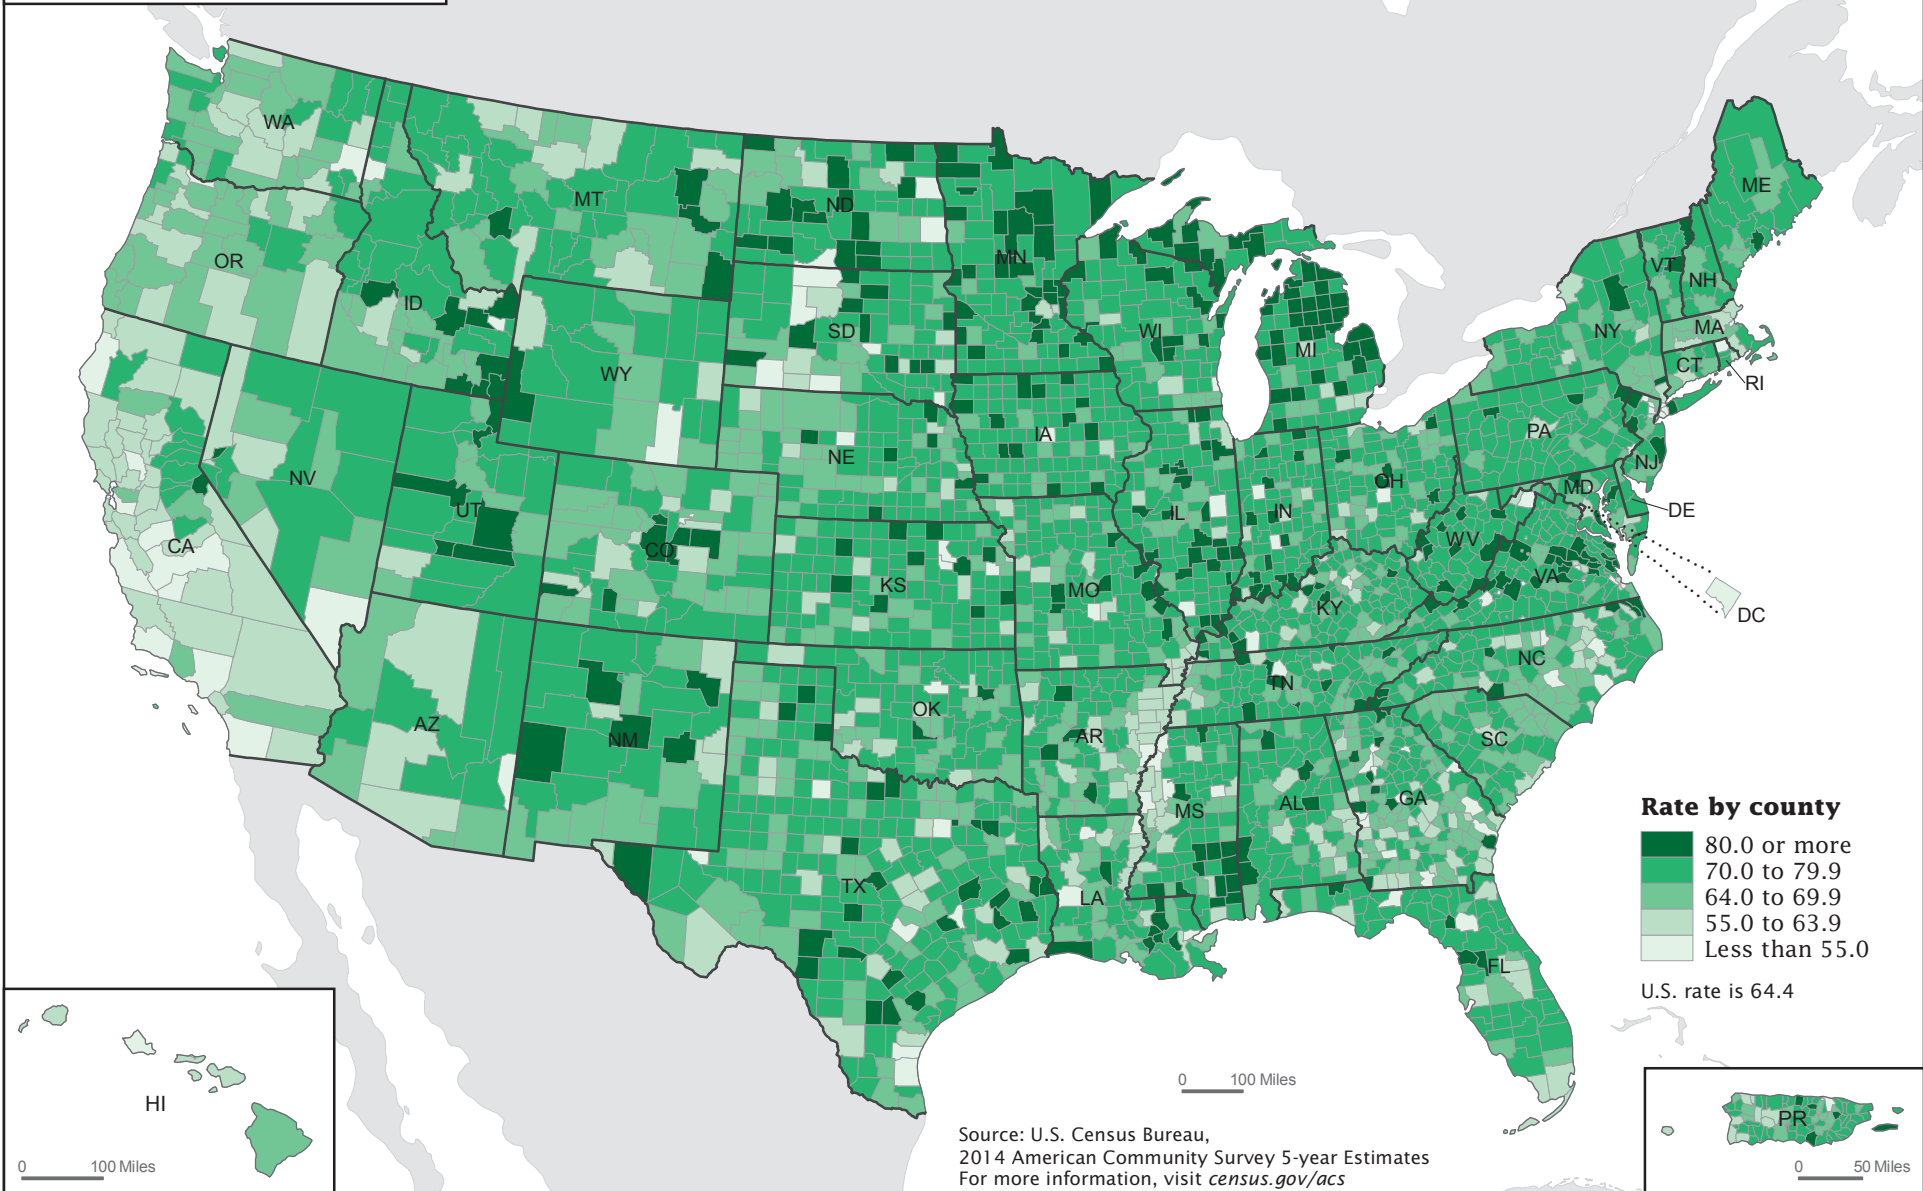 WA
OR
CA
NV
ID
MT
WY
UT
AZ
CO
NM
ND
SD
NE
KS
OK
TX
MN
IA
MO
AR
LA
WI
IL
MI
IN
OH
KY
TN
MS
AL
GA
FL
SC
NC
VA
WV
PA
NY
VT
NH
ME
MA
CT
RI
NJ
MD
DE
DC
Rate by county
80.0 or more
70.0 to 79.9
64.0 to 69.9
55.0 to 63.9
Less than 55.0
U.S. rate is 64.4
HI
0 100 Miles
0 100 Miles
Source: U.S. Census Bureau,
2014 American Community Survey 5-year Estimates
For more information, visit census.gov/acs
PR
0 50 Miles